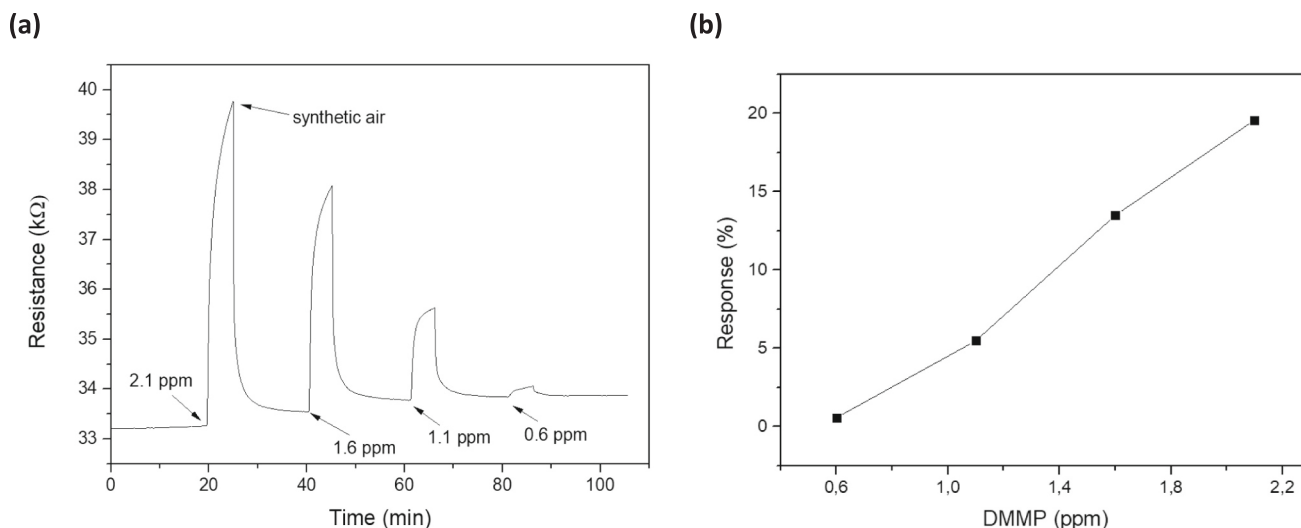 (a)
40
39
38
37
36
35
34
33
Resistance (kΩ)
synthetic air
2.1 ppm
1.6 ppm
1.1 ppm
0.6 ppm
0
20
40
60
80
100
Time (min)
(b)
20
15
10
5
0
Response (%)
0,6
1,0
1,4
1,8
2,2
DMMP (ppm)